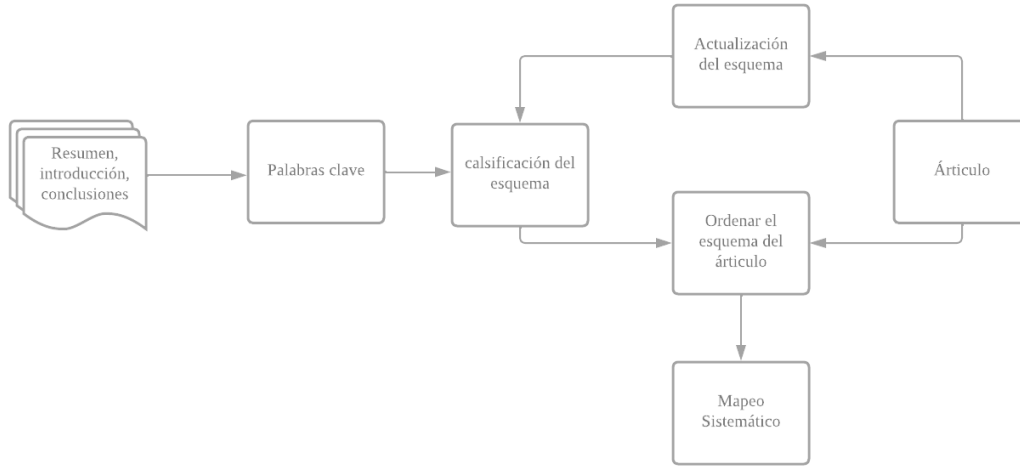 Resumen,
introducción,
conclusiones
Palabras clave
calsificación del
esquema
Actualización
del esquema
Ordenar el
esquema del
árticulo
Árticulo
Mapeo
Sistemático